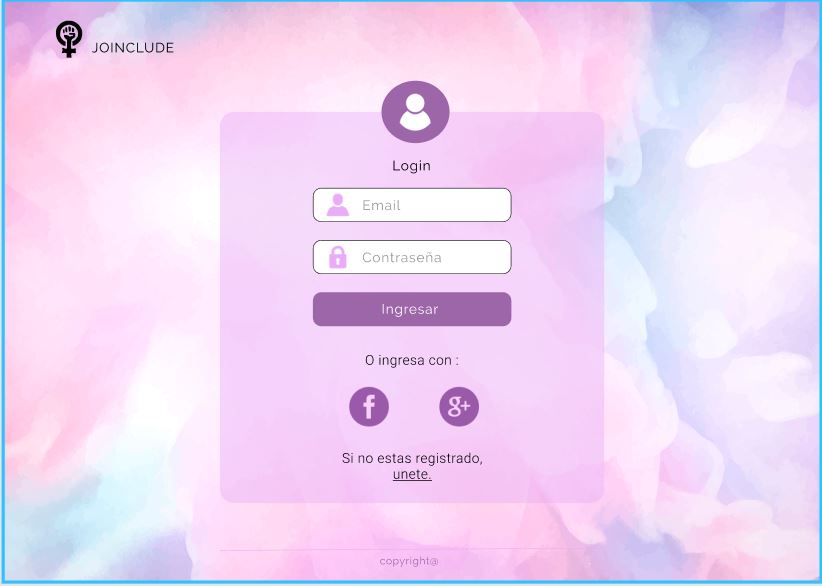 JOINCLUDE
Login
Email
Contraseña
Ingresar
O ingresa con :
f
g+
Si no estas registrado,
unete.
copyright@